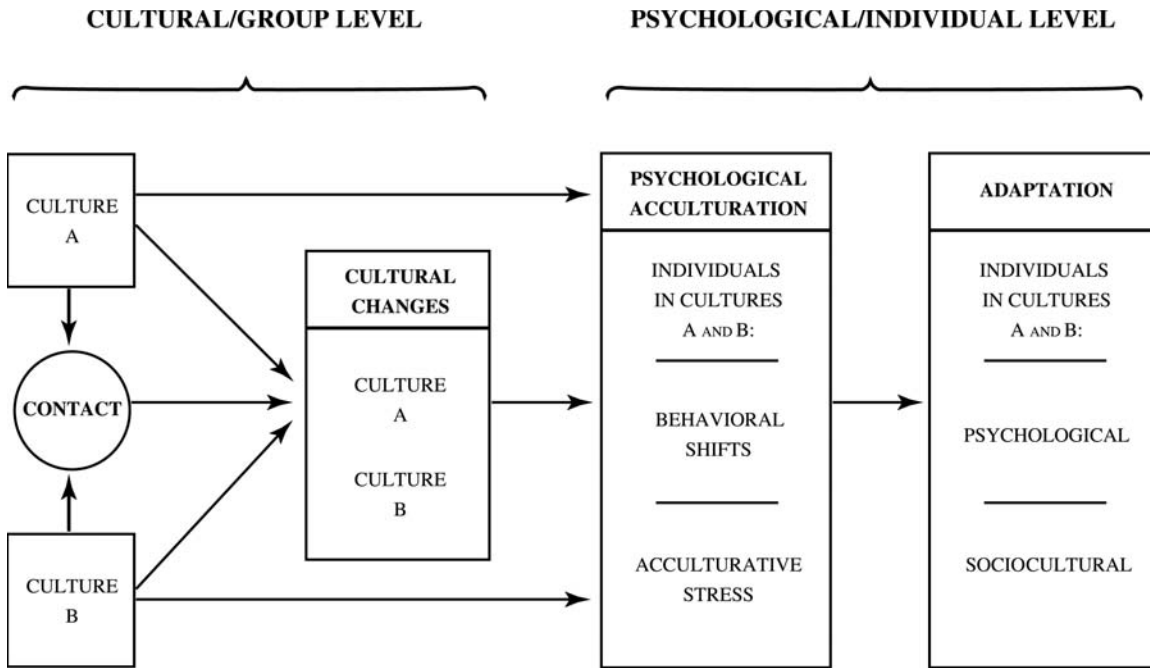 CULTURAL/GROUP LEVEL
PSYCHOLOGICAL/INDIVIDUAL LEVEL
CULTURE
A
CONTACT
CULTURE
B
CULTURAL
CHANGES
CULTURE
A
CULTURE
B
PSYCHOLOGICAL
ACCULTURATION
INDIVIDUALS
IN CULTURES
A AND B:
BEHAVIORAL
SHIFTS
ACCULTURATIVE
STRESS
ADAPTATION
INDIVIDUALS
IN CULTURES
A AND B:
PSYCHOLOGICAL
SOCIOCULTURAL